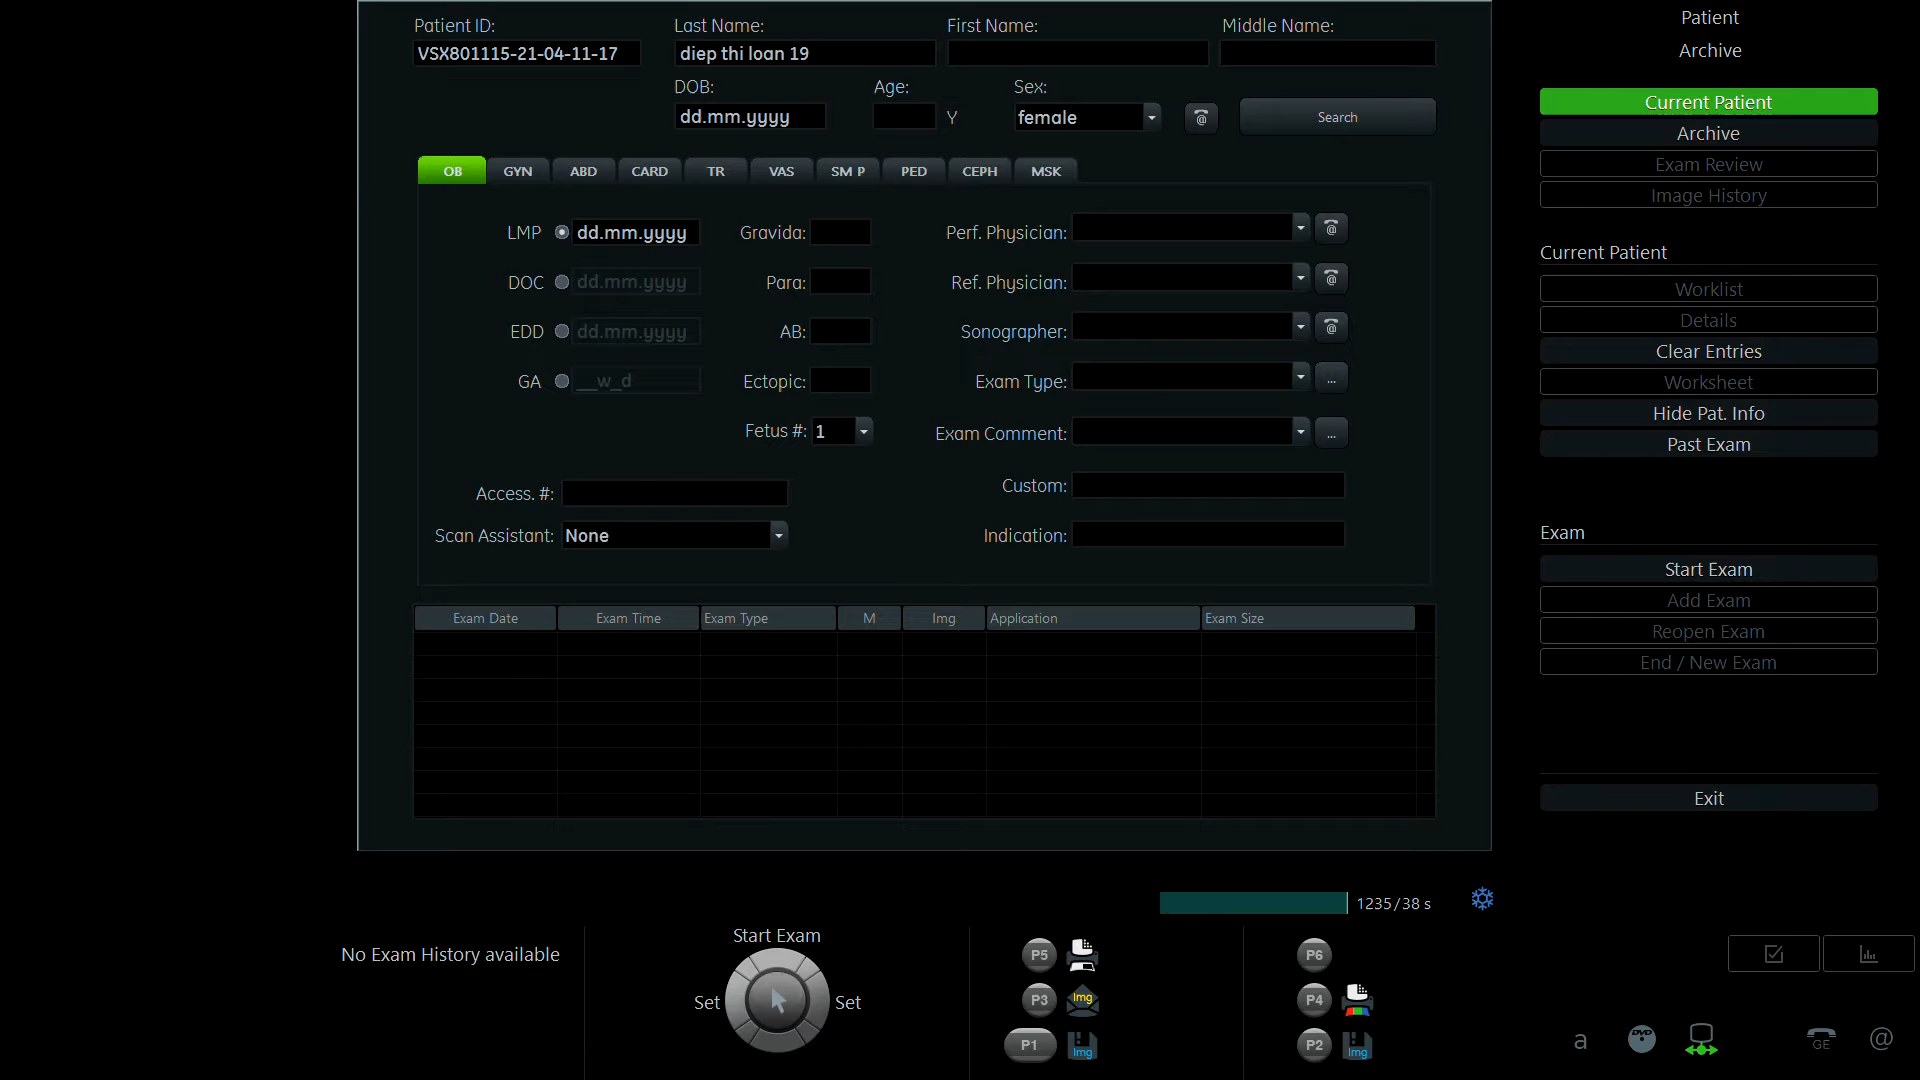 Patient ID: Last Name: First Name: Middle Name:
VSX801115-21-04-11-17 diep thi loan 19
DOB: Age: Sex:
dd.mm.yyyy Y female @ Search
OB GYN ABD CARD TR VAS SM P PED CEPH MSK
LMP dd.mm.yyyy Gravida: Perf. Physician: @
DOC dd.mm.yyyy Para: Ref. Physician: @
EDD dd.mm.yyyy AB: Sonographer: @
GA __w_d Ectopic: Exam Type: ...
Fetus #: 1 Exam Comment: ...
Access. #: Custom:
Scan Assistant: None Indication:
Exam Date Exam Time Exam Type M Img Application Exam Size
Patient
Archive
Current Patient
Archive
Exam Review
Image History
Current Patient
Worklist
Details
Clear Entries
Worksheet
Hide Pat. Info
Past Exam
Exam
Start Exam
Add Exam
Reopen Exam
End / New Exam
Exit
1235/38 s
No Exam History available
Start Exam
Set Set
P5 P6
P3 Img P4
P1 Img P2 Img
a DVD GE @